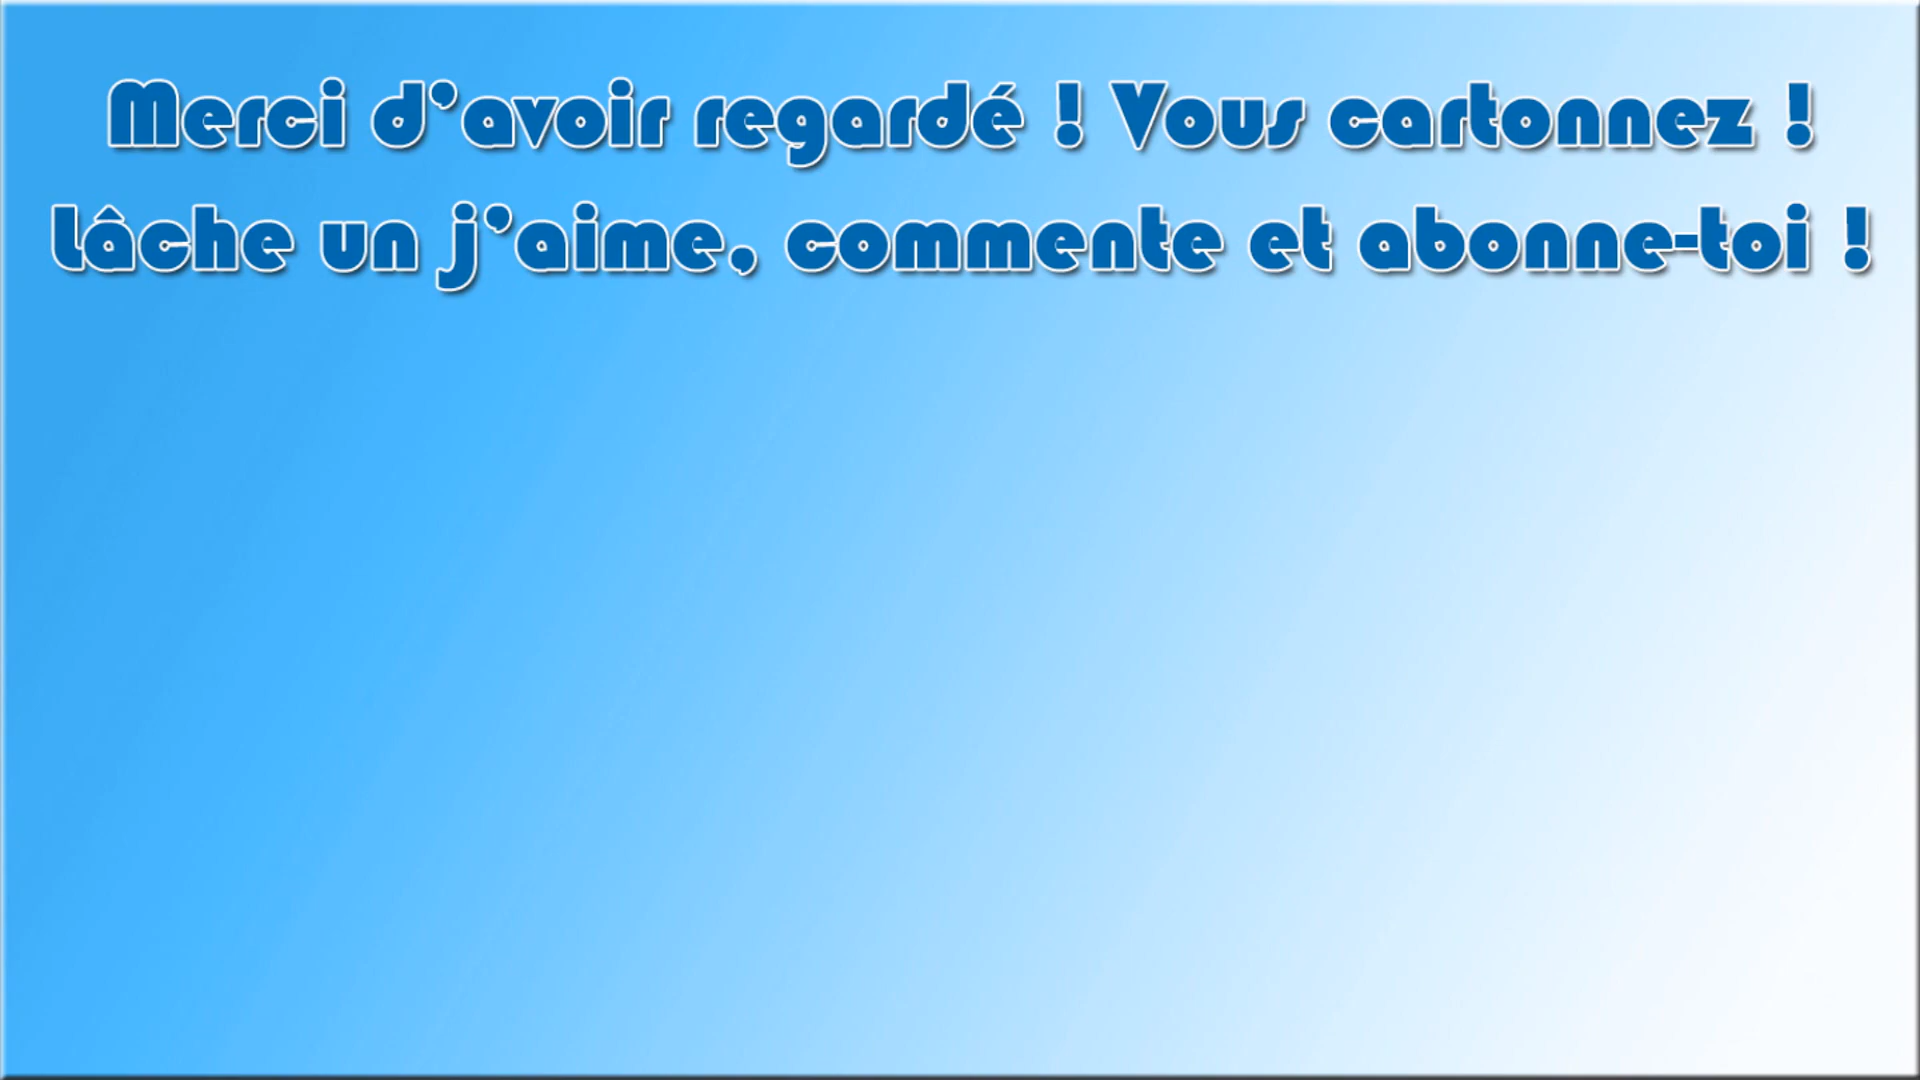 Merci d'avoir regardé ! Vous cartonnez !
Lâche un j'aime, commente et abonne-toi !